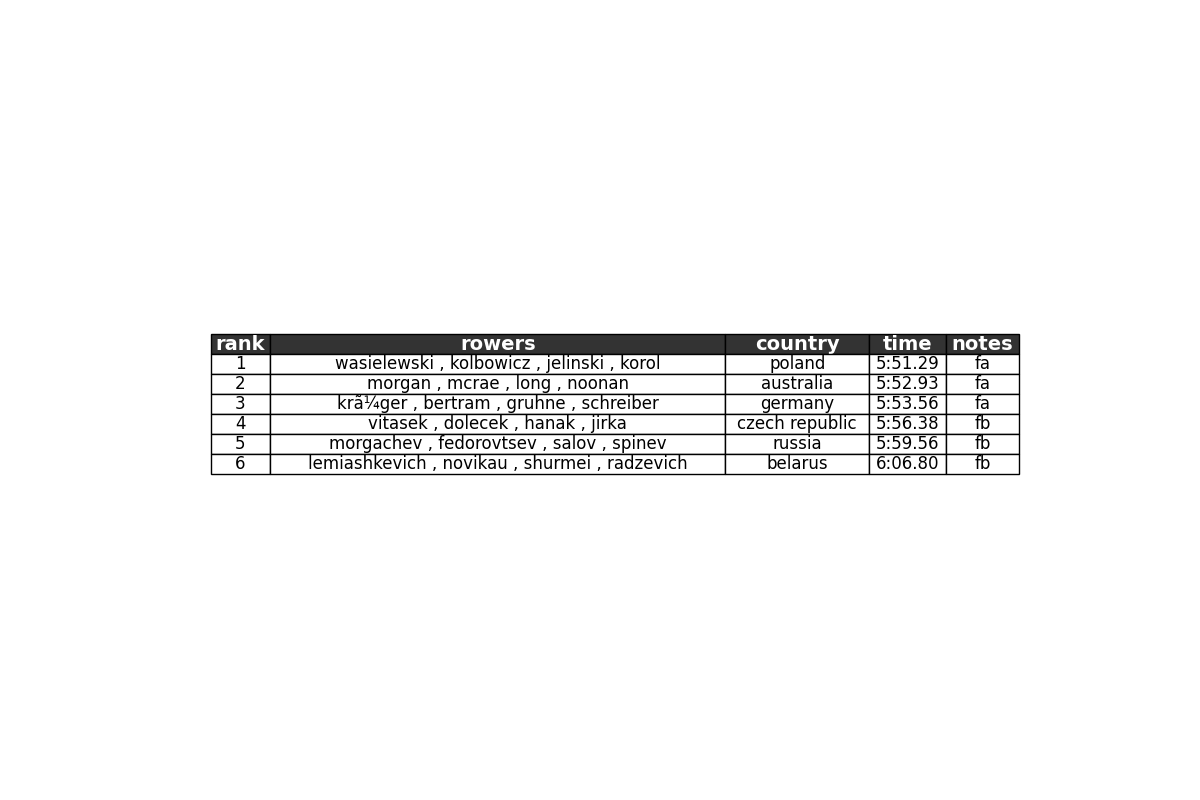 rank rowers country time notes
1 wasielewski , kolbowicz , jelinski , korol poland 5:51.29 fa
2 morgan , mcrae , long , noonan australia 5:52.93 fa
3 krã¼ger , bertram , gruhne , schreiber germany 5:53.56 fa
4 vitasek , dolecek , hanak , jirka czech republic 5:56.38 fb
5 morgachev , fedorovtsev , salov , spinev russia 5:59.56 fb
6 lemiashkevich , novikau , shurmei , radzevich belarus 6:06.80 fb